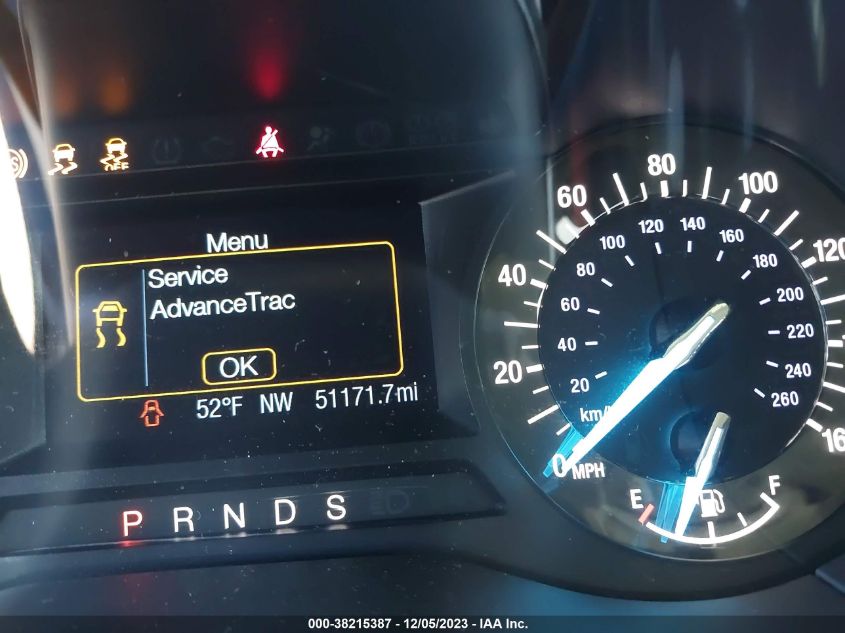 OFF
Menu
Service
AdvanceTrac
OK
52°F NW 51171.7mi
P R N D S
0 20 40 60 80 100 120
MPH
20 40 60 80 100 120 140 160 180 200 220 240 260
E F
000-38215387 - 12/05/2023 - IAA Inc.